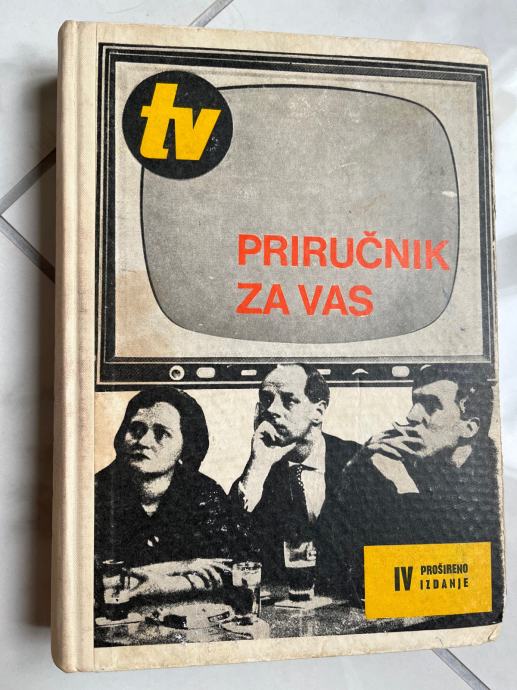 tv
PRIRUČNIK
ZA VAS
IV PROŠIRENO
IZDANJE